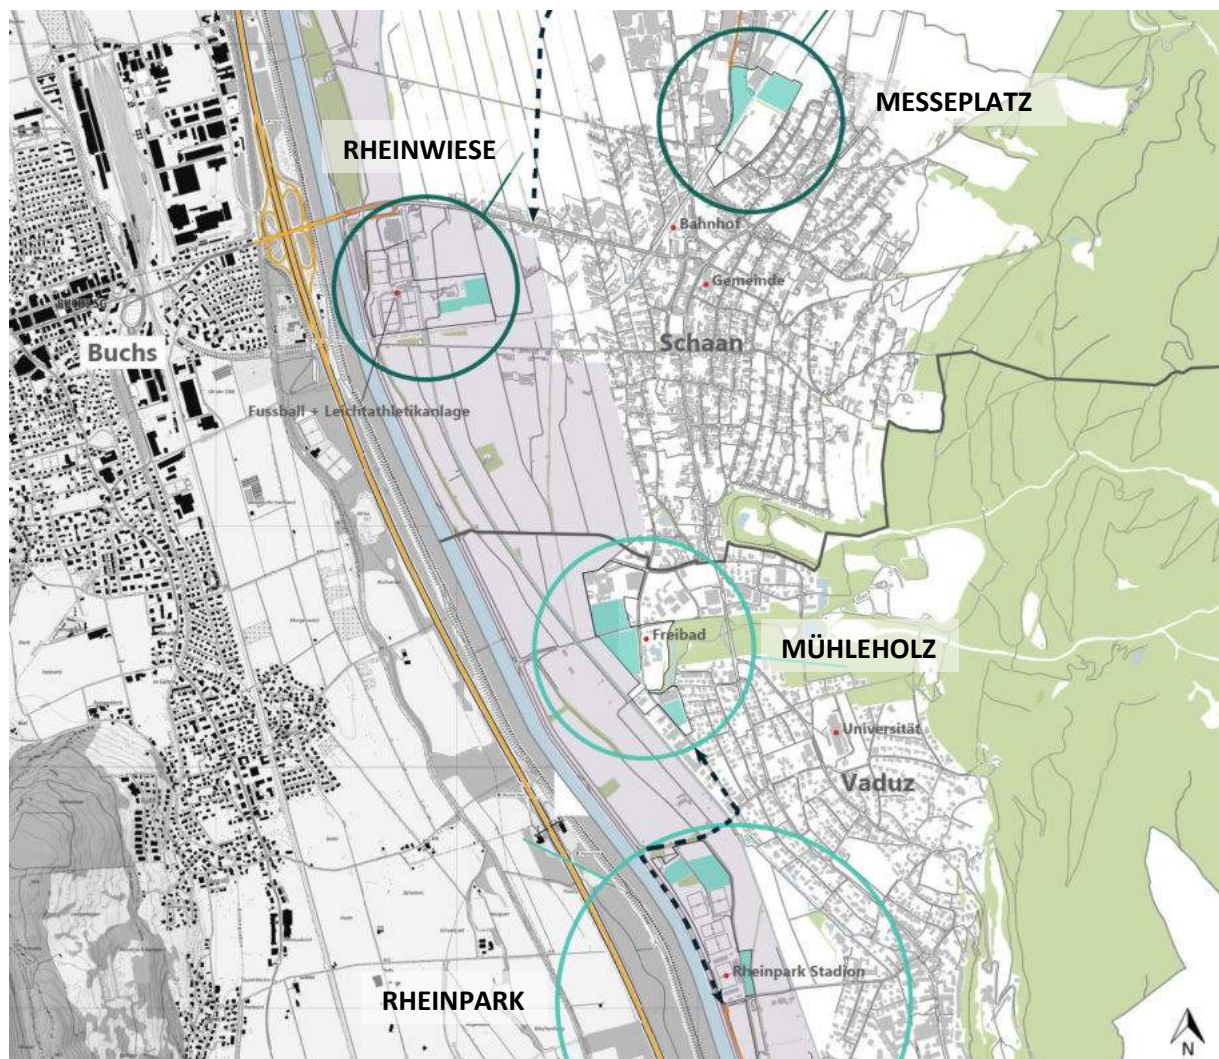 MESSEPLATZ
RHEINWIESE
Bahnhof
Gemeinde
Schaan
Buchs
Fussball + Leichtathletikanlage
Freibad
MÜHLEHOLZ
Universität
Vaduz
Rheinpark Stadion
RHEINPARK
N